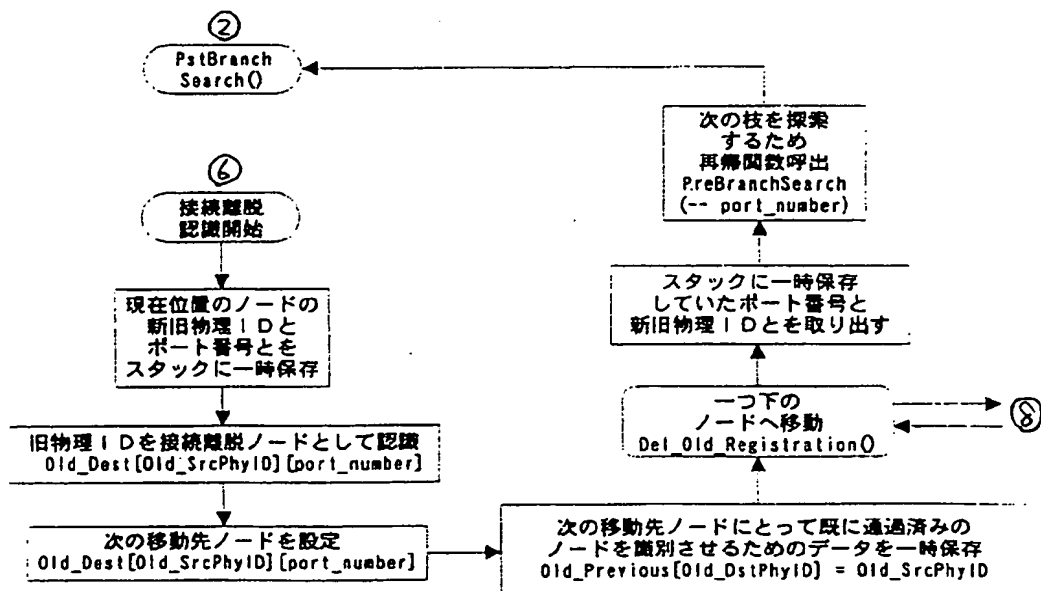 ②
PstBranch
Search()
⑥
接続離脱
認識開始
現在位置のノードの
新旧物理IDと
ポート番号とを
スタックに一時保存
旧物理IDを接続離脱ノードとして認識
Old_Dest[Old_SrcPhyID][port_number]
次の移動先ノードを設定
Old_Dest[Old_SrcPhyID][port_number]
次の移動先ノードにとって既に通過済みの
ノードを識別させるためのデータを一時保存
Old_Previous[Old_DstPhyID] = Old_SrcPhyID
一つ下の
ノードへ移動
Del_Old_Registration()
⑧
スタックに一時保存
していたポート番号と
新旧物理IDとを取り出す
次の枝を探索
するため
再帰関数呼出
PreBranchSearch
(-- port_number)